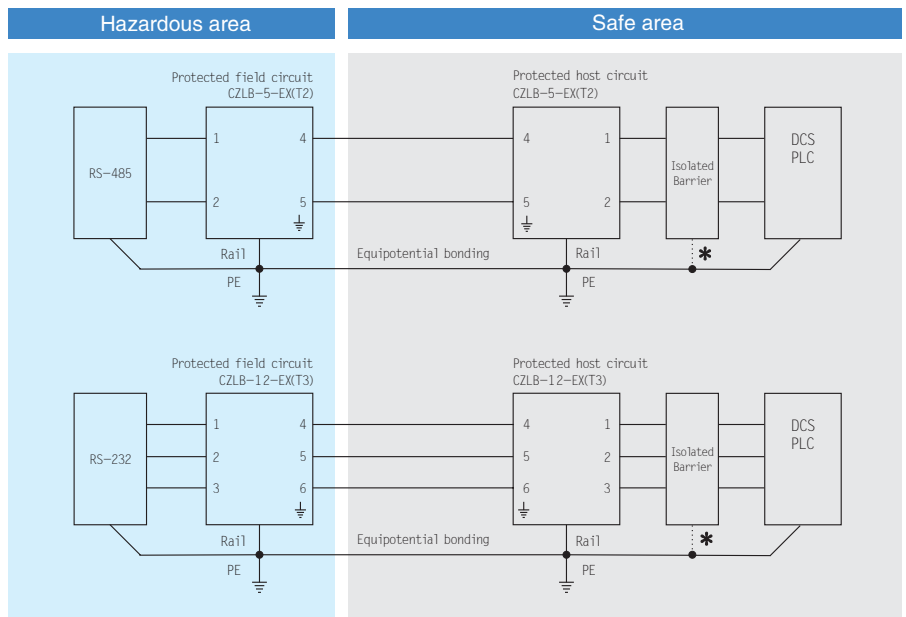 Hazardous area
Safe area
Protected field circuit
CZLB-5-EX(T2)
Protected host circuit
CZLB-5-EX(T2)
RS-485
1
4
2
5
4
1
5
2
Isolated
Barrier
DCS
PLC
Rail
Equipotential bonding
Rail
*
PE
PE
Protected field circuit
CZLB-12-EX(T3)
Protected host circuit
CZLB-12-EX(T3)
RS-232
1
4
2
5
3
6
4
1
5
2
6
3
Isolated
Barrier
DCS
PLC
Rail
Equipotential bonding
Rail
*
PE
PE